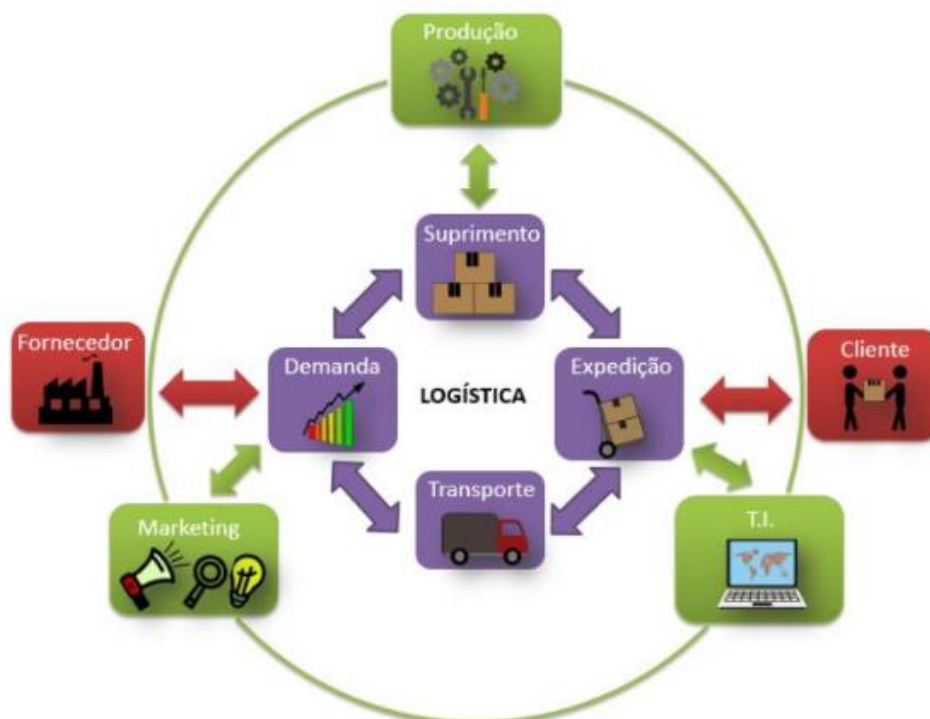 Produção
Suprimento
Fornecedor
Demanda
LOGÍSTICA
Expedição
Cliente
Transporte
Marketing
T.I.